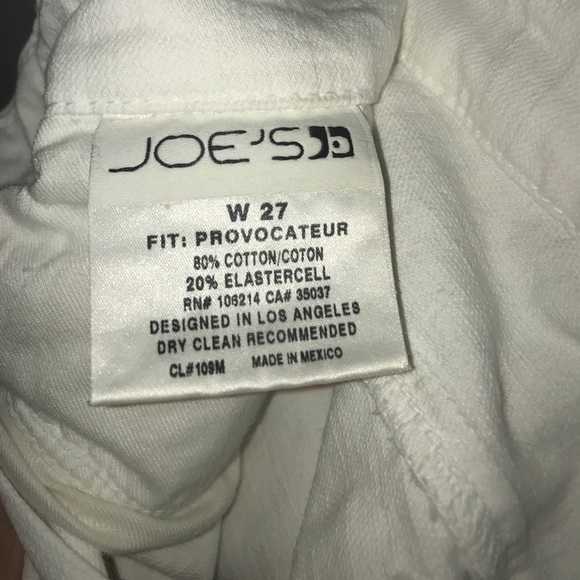 JOE'S
W 27
FIT: PROVOCATEUR
80% COTTON/COTON
20% ELASTERCELL
RN# 106214 CA# 35037
DESIGNED IN LOS ANGELES
DRY CLEAN RECOMMENDED
CL#109M MADE IN MEXICO